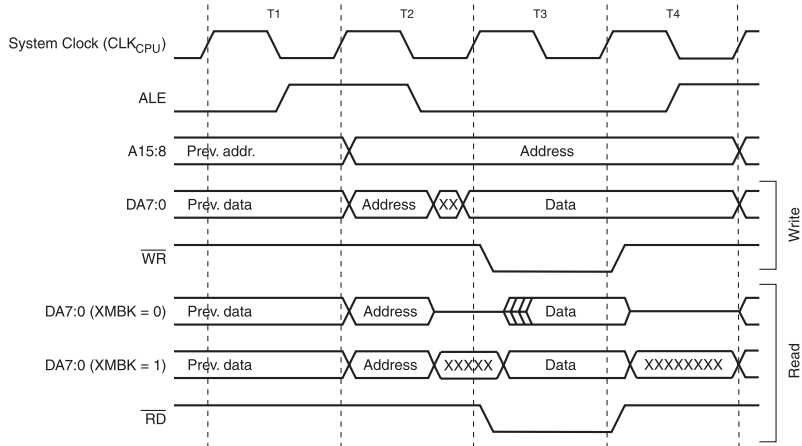 T1 T2 T3 T4
System Clock (CLKCPU)
ALE
A15:8 Prev. addr. Address
DA7:0 Prev. data Address XX Data
WR
Write
DA7:0 (XMBK = 0) Prev. data Address Data
DA7:0 (XMBK = 1) Prev. data Address XXXXX Data XXXXXXXX
RD
Read